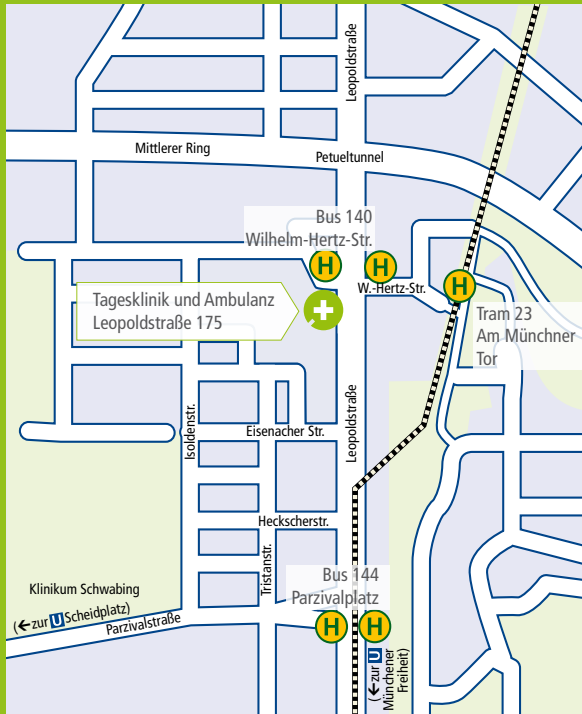 Leopoldstraße
Mittlerer Ring
Petueltunnel
Bus 140
Wilhelm-Hertz-Str.
H
H
W.-Hertz-Str.
H
Tagesklinik und Ambulanz
Leopoldstraße 175
Tram 23
Am Münchner
Tor
Isoldenstr.
Eisenacher Str.
Leopoldstraße
Heckscherstr.
Tristanstr.
Bus 144
Parzivalplatz
Klinikum Schwabing
(←zur U Scheidplatz)
Parzivalstraße
H
H
(←zur U
Münchener
Freiheit)